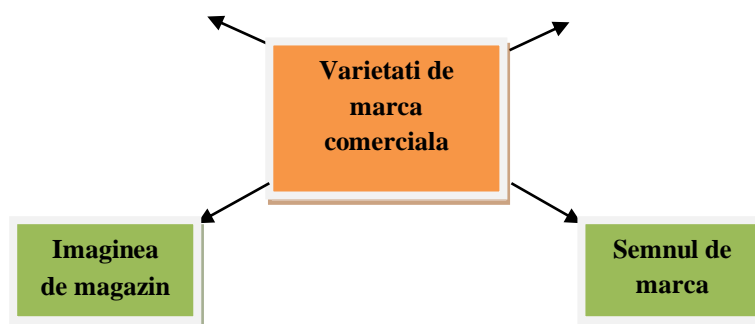 Varietati de
marca
comerciala
Imaginea
de magazin
Semnul de
marca